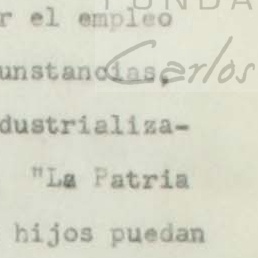 FUNDA
r el empleo
Carlos
unstancias,
dustrializa-
"La Patria
hijos puedan